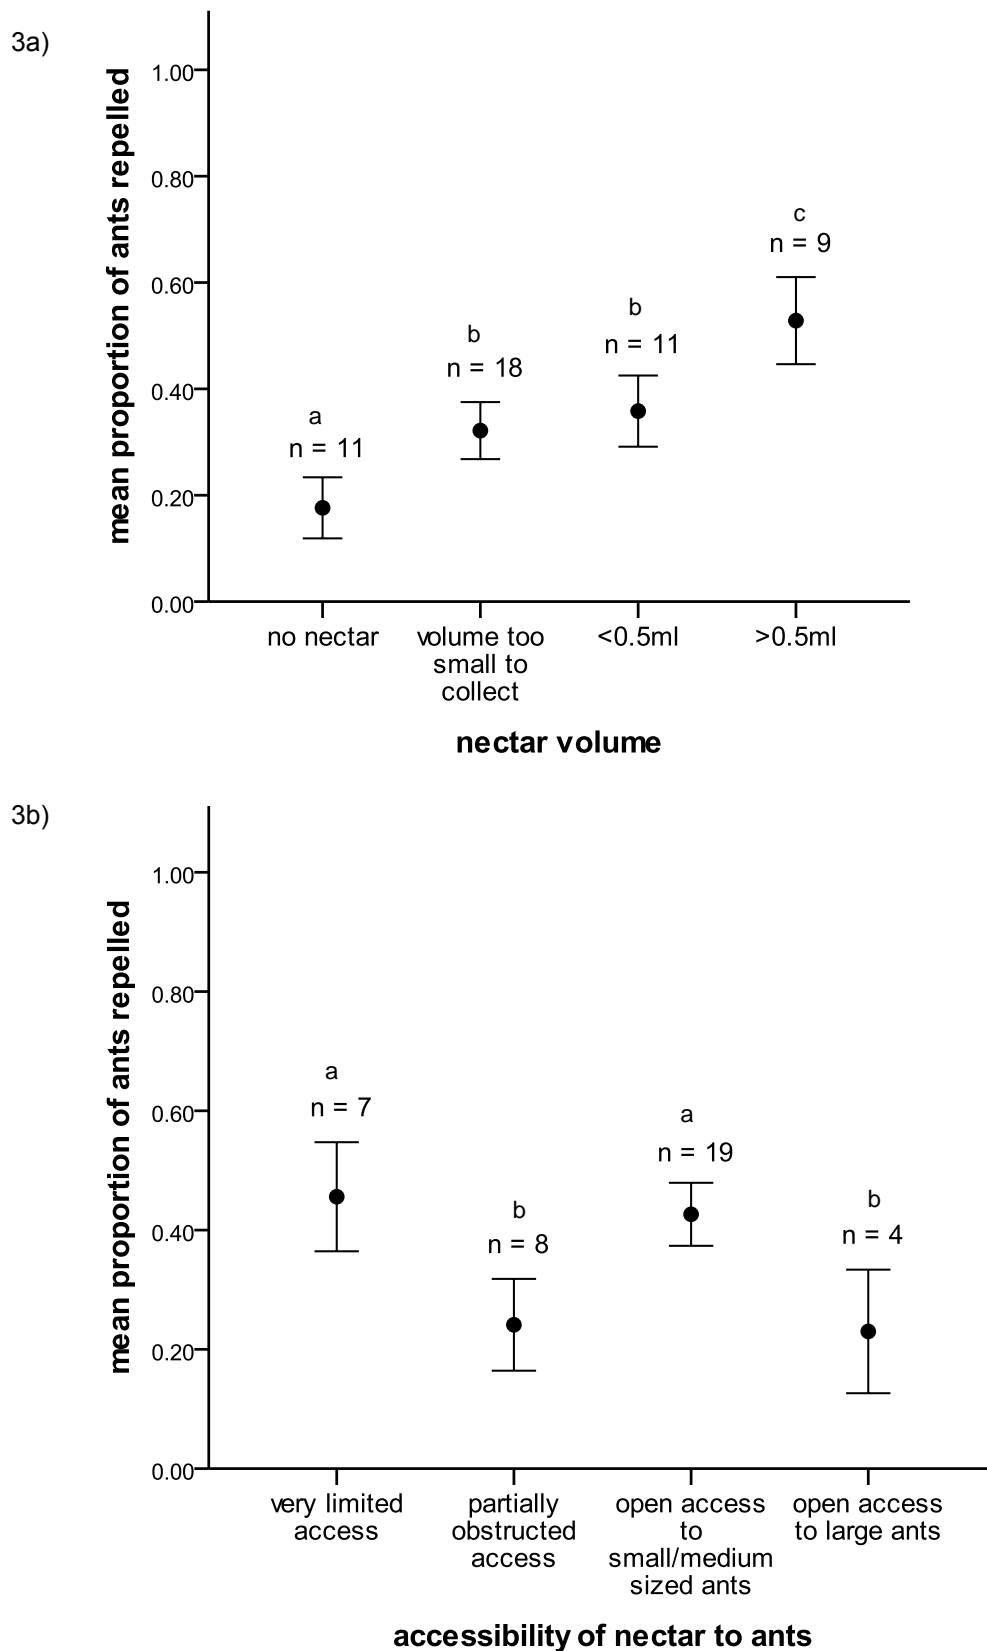 3a)
mean proportion of ants repelled
1.00
0.80
0.60
0.40
0.20
0.00
a
n = 11
b
n = 18
b
n = 11
c
n = 9
no nectar
volume too
small to
collect
<0.5ml
>0.5ml
nectar volume
3b)
mean proportion of ants repelled
1.00
0.80
0.60
0.40
0.20
0.00
a
n = 7
b
n = 8
a
n = 19
b
n = 4
very limited
access
partially
obstructed
access
open access
to
small/medium
sized ants
open access
to large ants
accessibility of nectar to ants